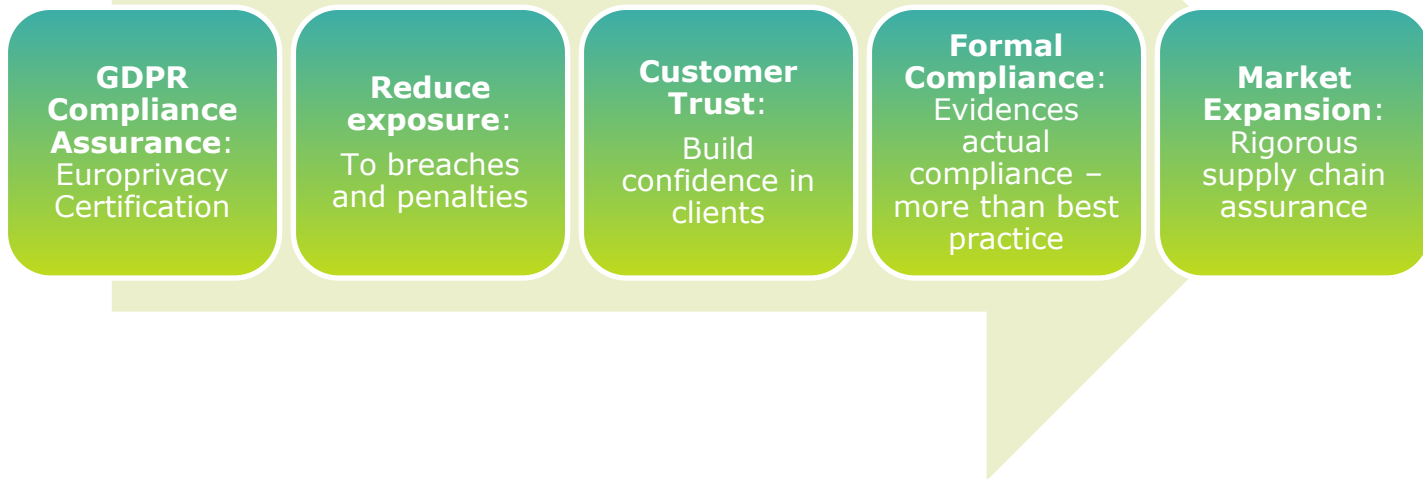 GDPR
Compliance
Assurance:
Europrivacy
Certification
Reduce
exposure:
To breaches
and penalties
Customer
Trust:
Build
confidence in
clients
Formal
Compliance:
Evidences
actual
compliance –
more than best
practice
Market
Expansion:
Rigorous
supply chain
assurance